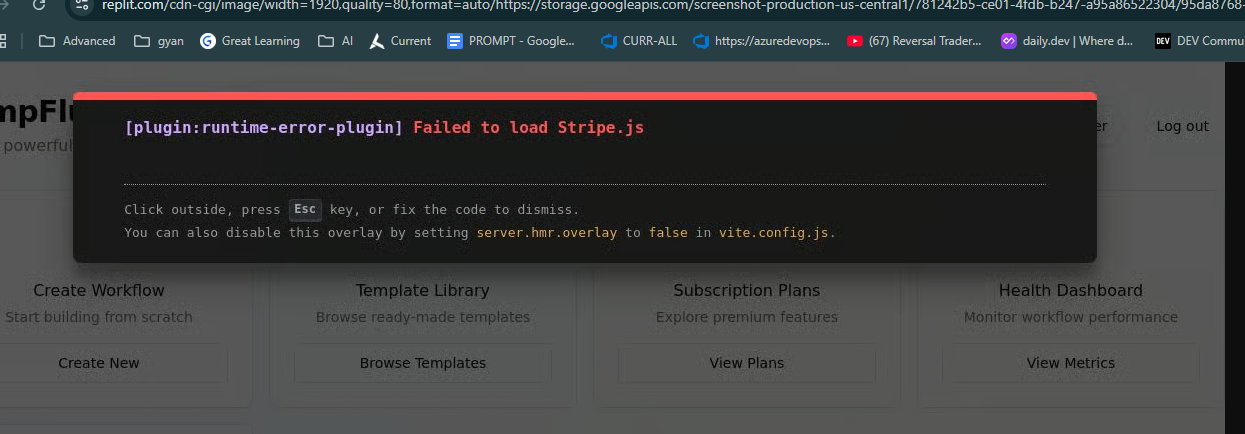 replit.com/cdn-cgi/image/width=1920,quality=80,format=auto/https://storage.googleapis.com/screenshot-production-us-central1/781242b5-ce01-4fdb-b247-a95a86522304/95da8768-
Advanced gyan Great Learning AI Current PROMPT - Google... CURR-ALL https://azuredevops... (67) Reversal Trader... daily.dev | Where d... DEV DEV Commu
mpFlu
powerful
er Log out
[plugin:runtime-error-plugin] Failed to load Stripe.js
Click outside, press Esc key, or fix the code to dismiss.
You can also disable this overlay by setting server.hmr.overlay to false in vite.config.js.
Create Workflow Template Library Subscription Plans Health Dashboard
Start building from scratch Browse ready-made templates Explore premium features Monitor workflow performance
Create New Browse Templates View Plans View Metrics